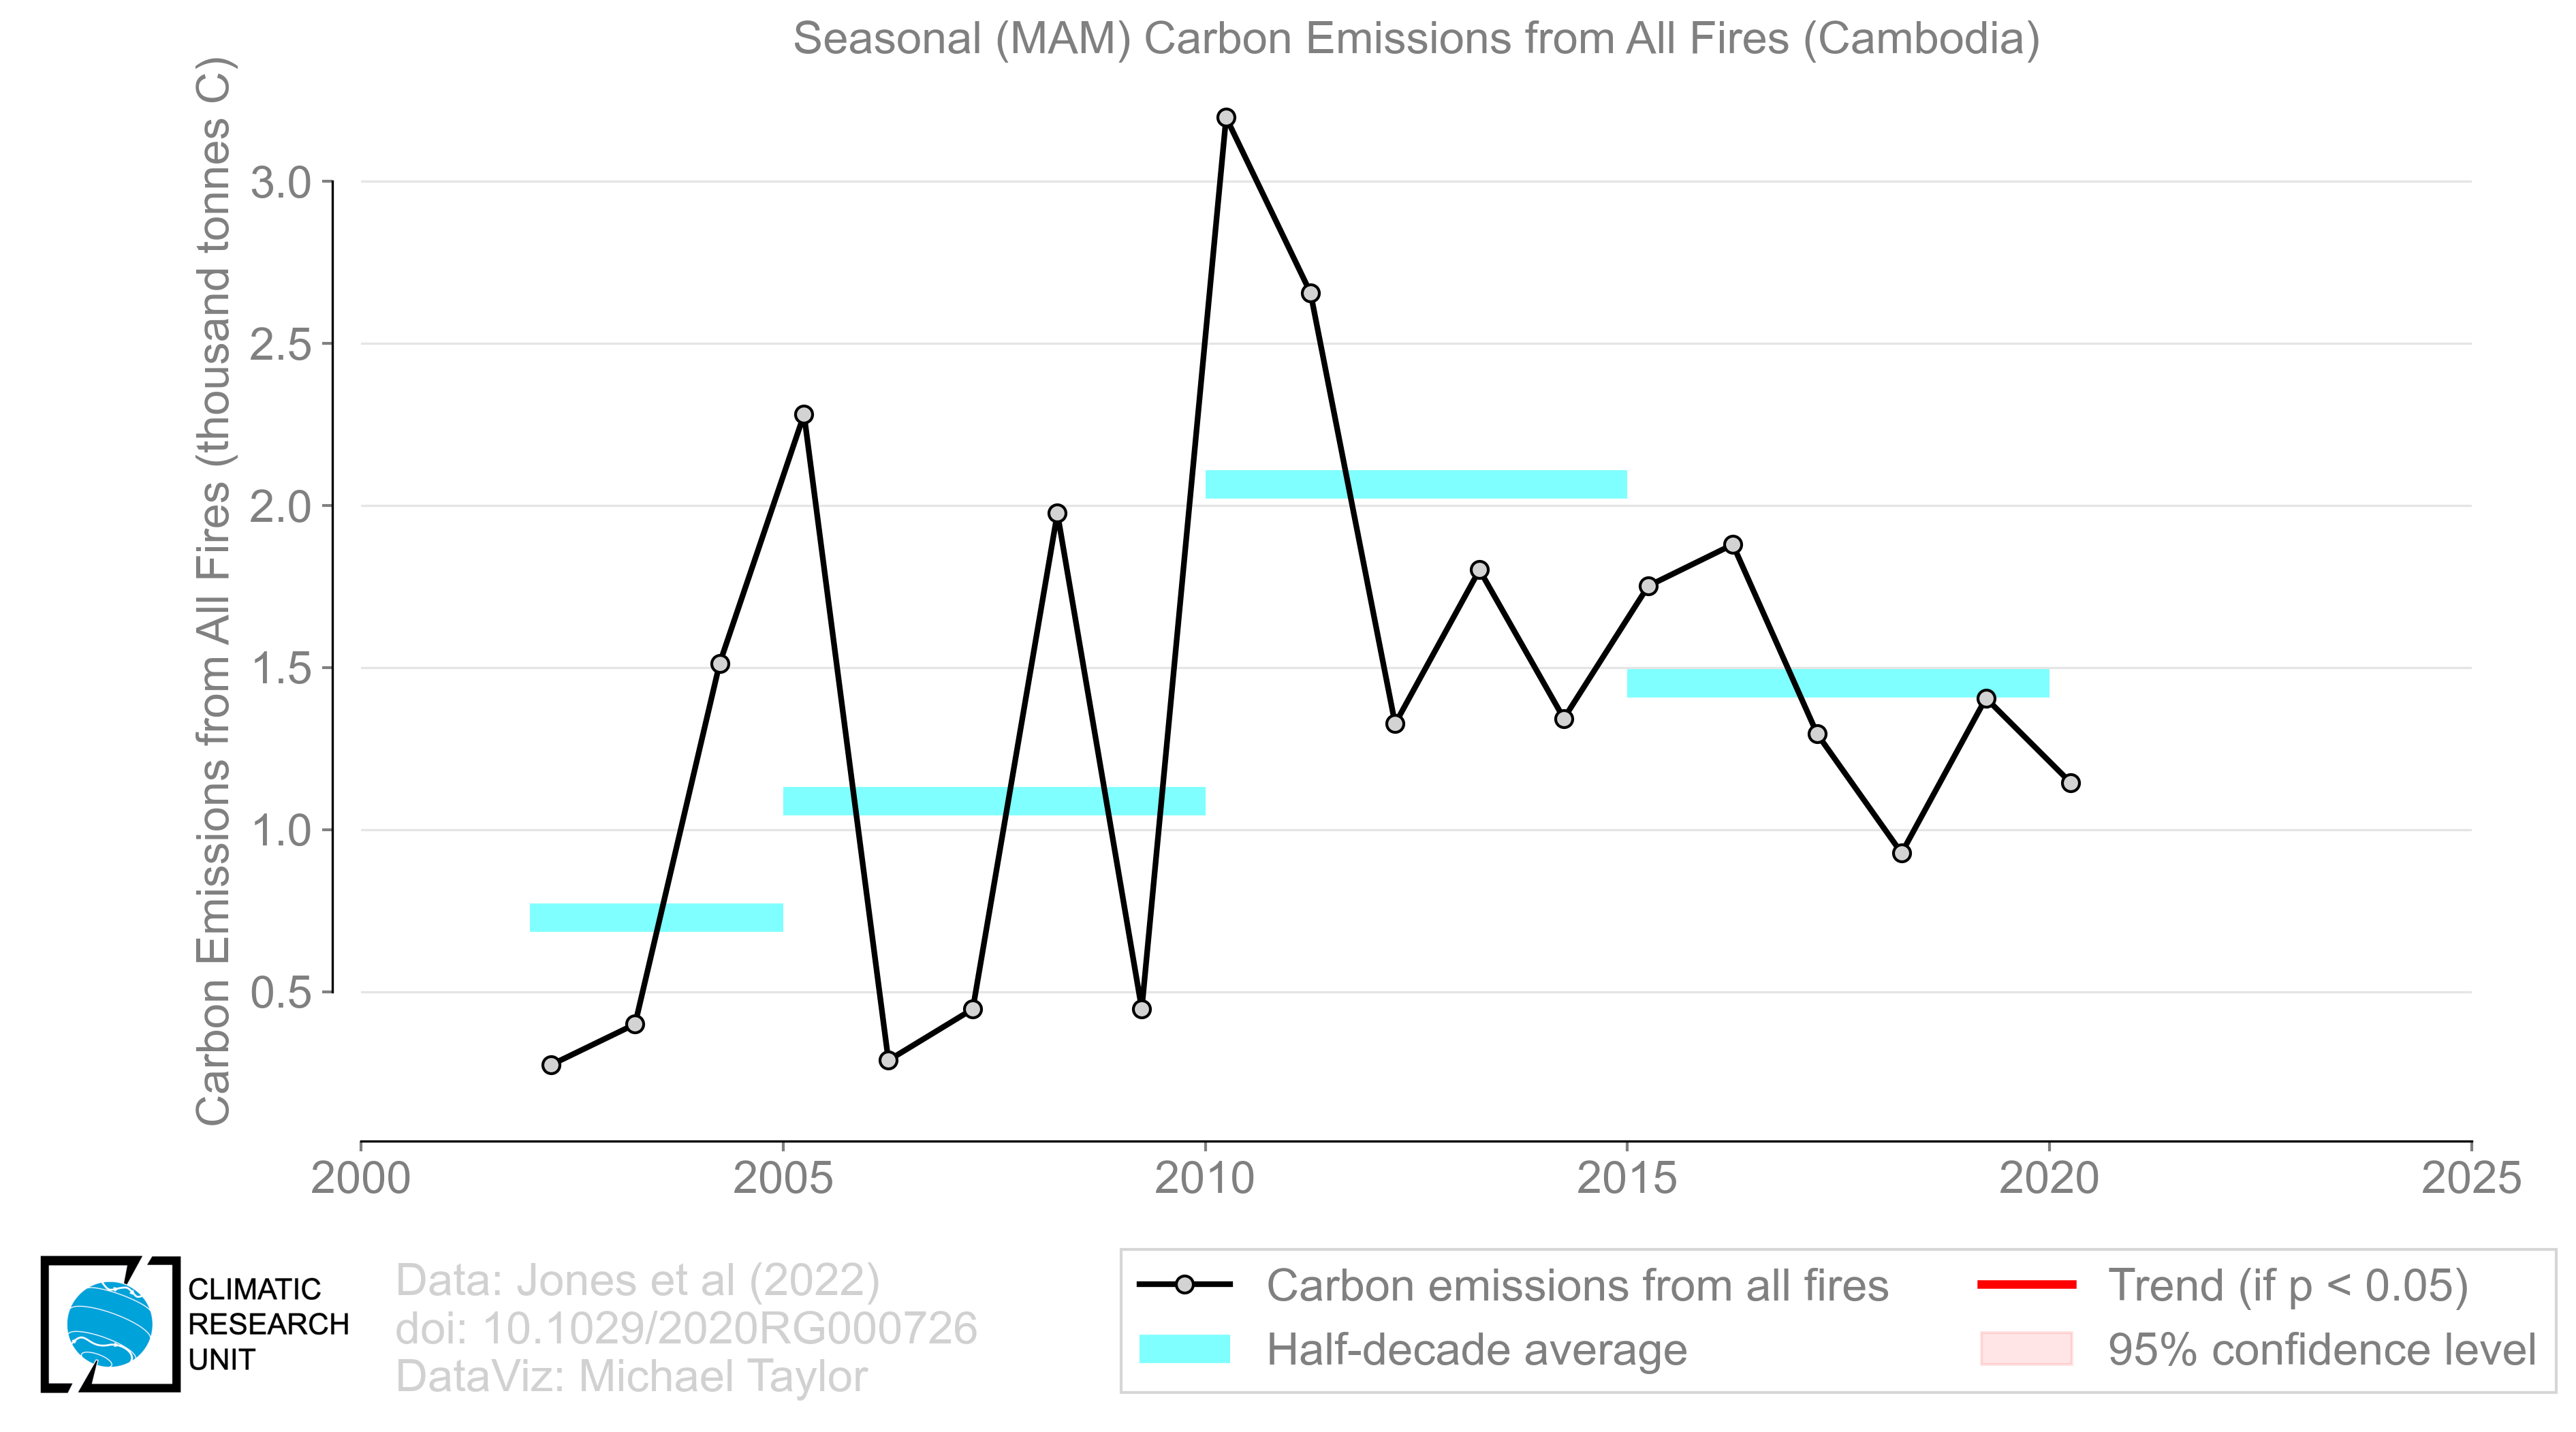 Seasonal (MAM) Carbon Emissions from All Fires (Cambodia)
Carbon Emissions from All Fires (thousand tonnes C)
3.0
2.5
2.0
1.5
1.0
0.5
2000 2005 2010 2015 2020 2025
CLIMATIC
RESEARCH
UNIT
Data: Jones et al (2022)
doi: 10.1029/2020RG000726
DataViz: Michael Taylor
Carbon emissions from all fires
Half-decade average
Trend (if p < 0.05)
95% confidence level